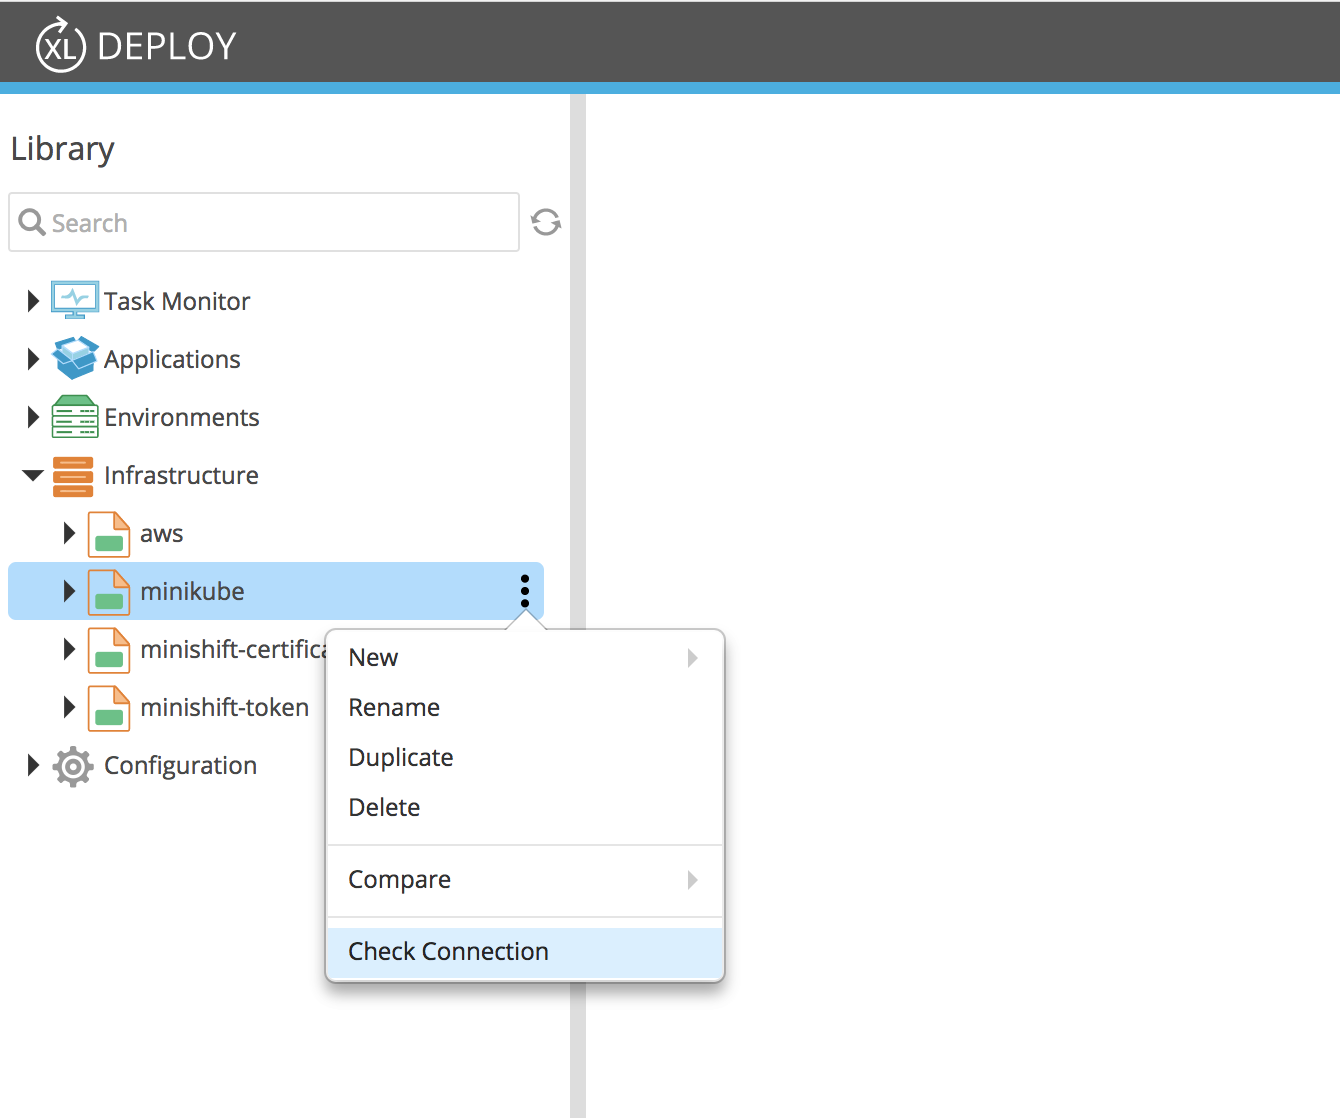 XL DEPLOY
Library
Search
Task Monitor
Applications
Environments
Infrastructure
aws
minikube
minishift-certifica
minishift-token
Configuration
New
Rename
Duplicate
Delete
Compare
Check Connection